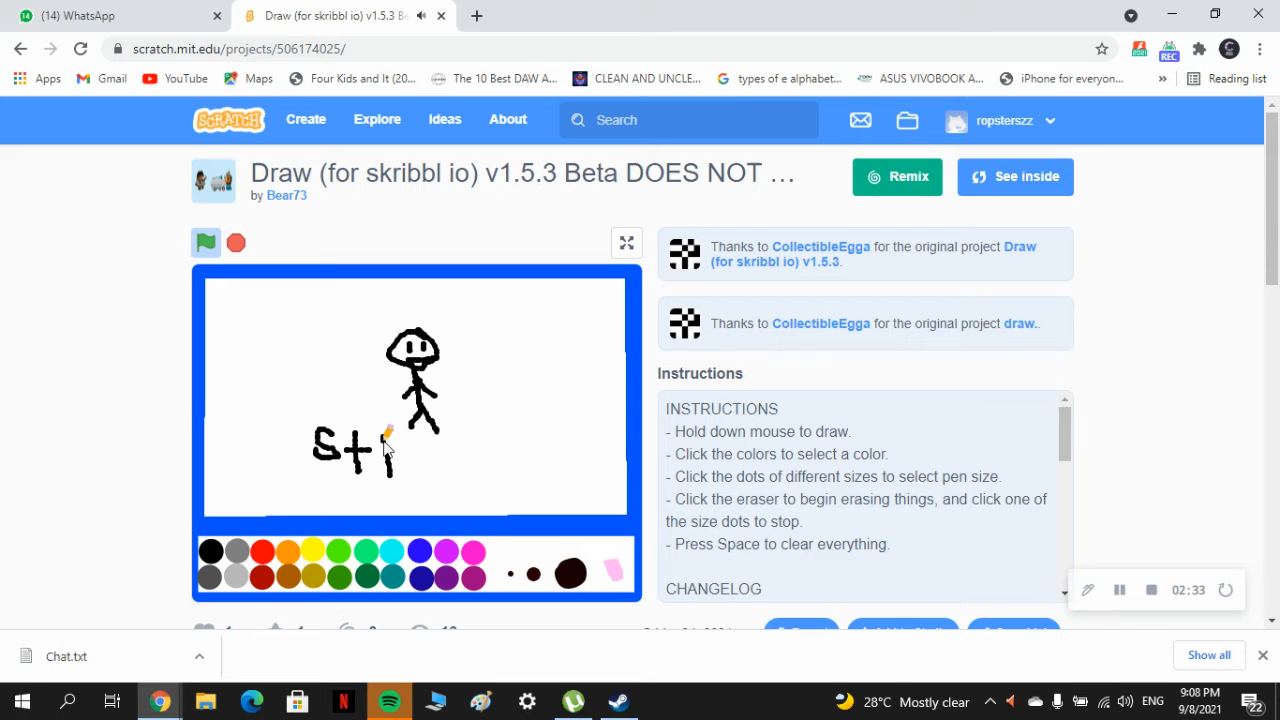 (14) WhatsApp
Draw (for skribbl io) v1.5.3 Be
scratch.mit.edu/projects/506174025/
REC
Apps
Gmail
YouTube
Maps
Four Kids and It (20...
The 10 Best DAW A...
CLEAN AND UNCLE...
types of e alphabet...
ASUS VIVOBOOK A...
iPhone for everyon...
»
Reading list
SCRATCH
Create
Explore
Ideas
About
Search
ropsterszz
Draw (for skribbl io) v1.5.3 Beta DOES NOT ...
by Bear73
Remix
See inside
Thanks to CollectibleEgga for the original project Draw
(for skribbl io) v1.5.3.
Thanks to CollectibleEgga for the original project draw..
Instructions
INSTRUCTIONS
- Hold down mouse to draw.
- Click the colors to select a color.
- Click the dots of different sizes to select pen size.
- Click the eraser to begin erasing things, and click one of
the size dots to stop.
- Press Space to clear everything.
CHANGELOG
Sti
02:33
Chat.txt
Show all
28°C Mostly clear
ENG
9:08 PM
9/8/2021
22